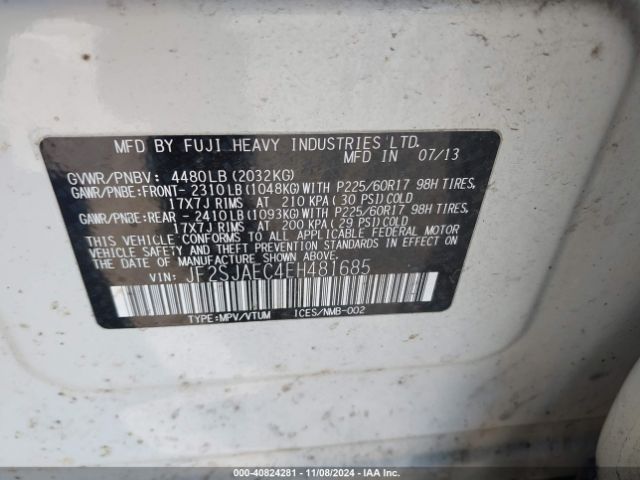 MFD BY FUJI HEAVY INDUSTRIES LTD.
MFD IN 07/13
GVWR/PNBV: 4480LB (2032KG)
GAWR/PNBE:FRONT- 2310LB (1048KG) WITH P225/60R17 98H TIRES,
17X7J RIMS AT 210 KPA ( 30 PSI) COLD
GAWR/PNBE:REAR - 2410LB (1093KG) WITH P225/60R17 98H TIRES,
17X7J RIMS AT 200 KPA ( 29 PSI) COLD
THIS VEHICLE CONFORMS TO ALL APPLICABLE FEDERAL MOTOR
VEHICLE SAFETY, BUMPER, AND THEFT PREVENTION STANDARDS
IN EFFECT ON THE DATE OF MANUFACTURE SHOWN ABOVE.
VIN: JF2SJAEC4EH481685
TYPE:MPV/VTUM ICES/NMB-002
000-40824281 - 11/08/2024 - IAA Inc.